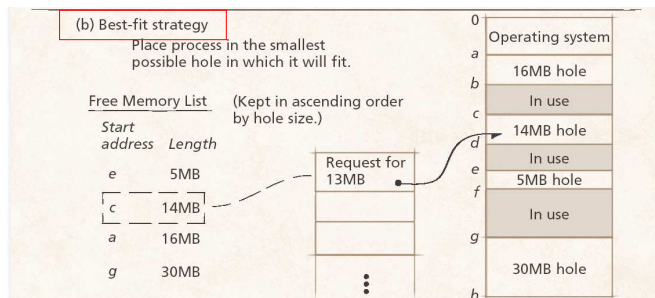 (b) Best-fit strategy
Place process in the smallest
possible hole in which it will fit.
Free Memory List
(Kept in ascending order
by hole size.)
Start
address Length
e 5MB
c 14MB
a 16MB
g 30MB
Request for
13MB
0
Operating system
a
16MB hole
b
In use
c
14MB hole
d
In use
e
5MB hole
f
In use
g
30MB hole
h